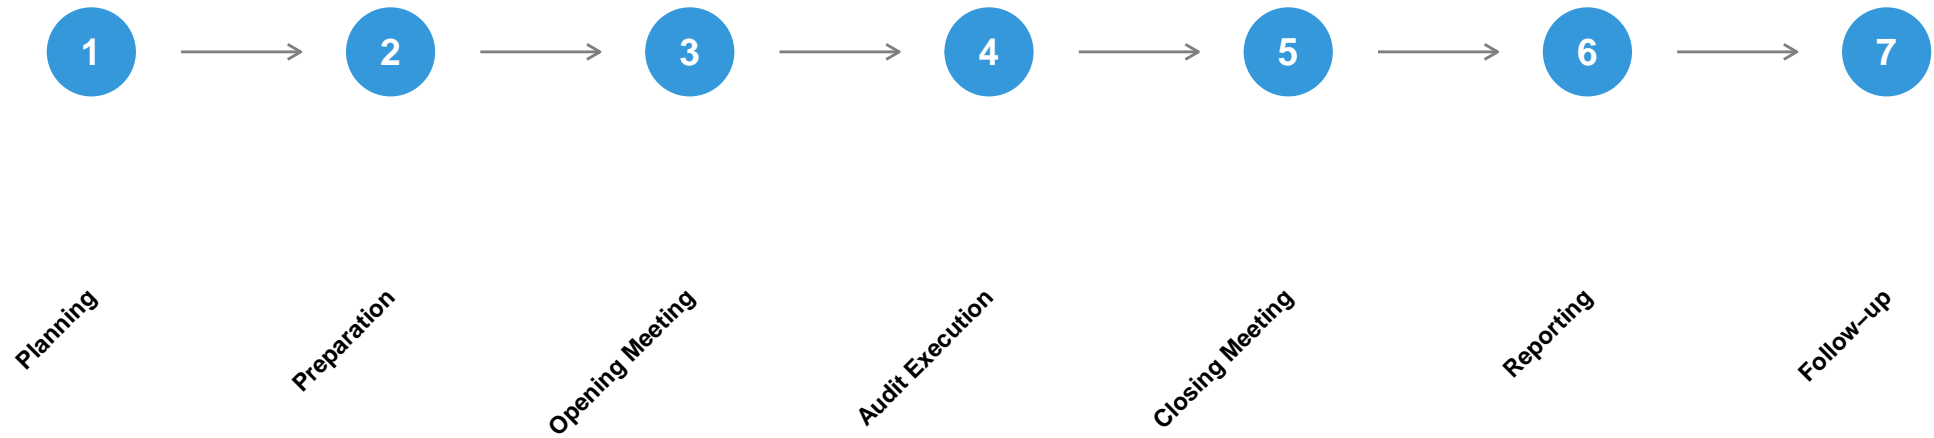 1
2
3
4
5
6
7
Planning
Preparation
Opening Meeting
Audit Execution
Closing Meeting
Reporting
Follow–up